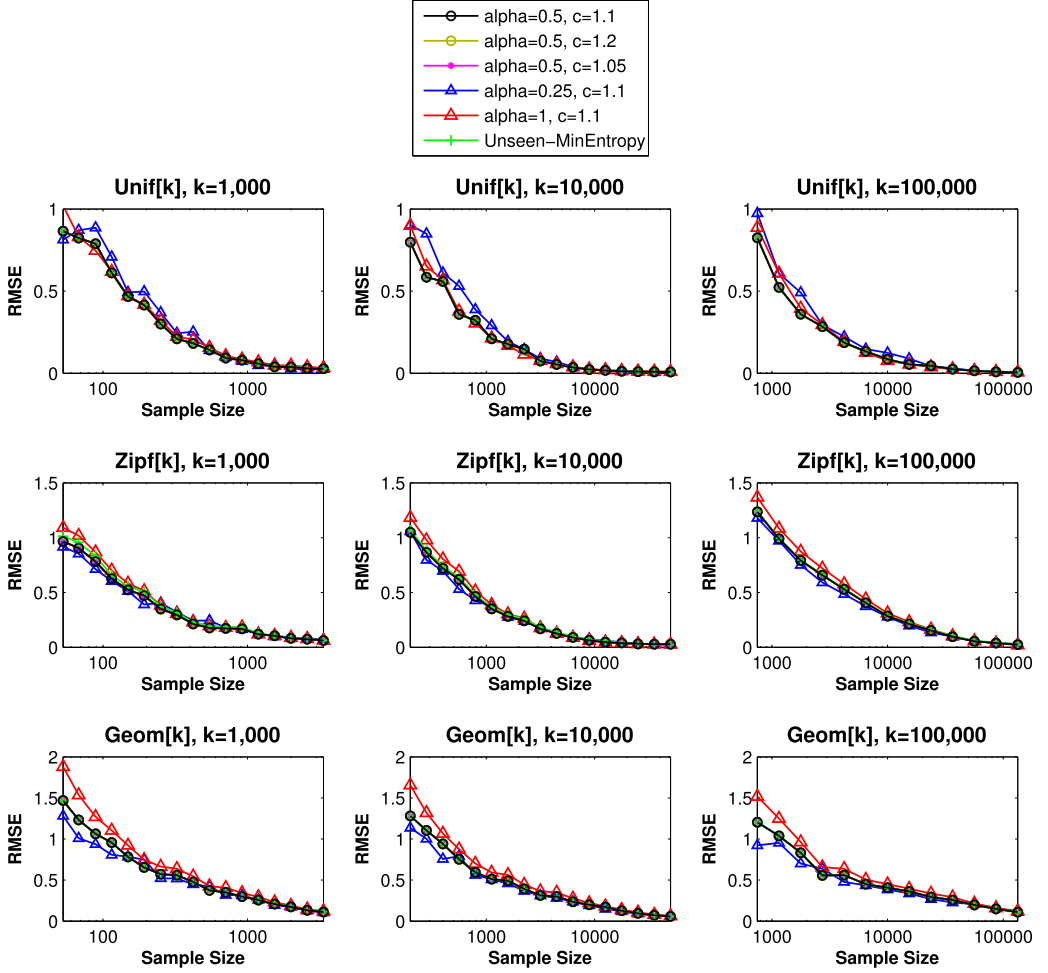 alpha=0.5, c=1.1
alpha=0.5, c=1.2
alpha=0.5, c=1.05
alpha=0.25, c=1.1
alpha=1, c=1.1
Unseen−MinEntropy
Unif[k], k=1,000
1
0.5
0
RMSE
100
1000
Sample Size
Unif[k], k=10,000
1
0.5
0
RMSE
1000
10000
Sample Size
Unif[k], k=100,000
1
0.5
0
RMSE
1000
10000
100000
Sample Size
Zipf[k], k=1,000
1.5
1
0.5
0
RMSE
100
1000
Sample Size
Zipf[k], k=10,000
1.5
1
0.5
0
RMSE
1000
10000
Sample Size
Zipf[k], k=100,000
1.5
1
0.5
0
RMSE
1000
10000
100000
Sample Size
Geom[k], k=1,000
2
1.5
1
0.5
0
RMSE
100
1000
Sample Size
Geom[k], k=10,000
2
1.5
1
0.5
0
RMSE
1000
10000
Sample Size
Geom[k], k=100,000
2
1.5
1
0.5
0
RMSE
1000
10000
100000
Sample Size